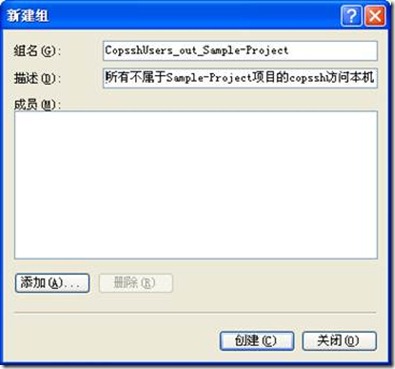 新建组
组名(G): CopsshUsers_out_Sample-Project
描述(D): 所有不属于Sample-Project项目的copssh访问本机
成员(M):
添加(A)... 删除(R)
创建(C) 关闭(O)